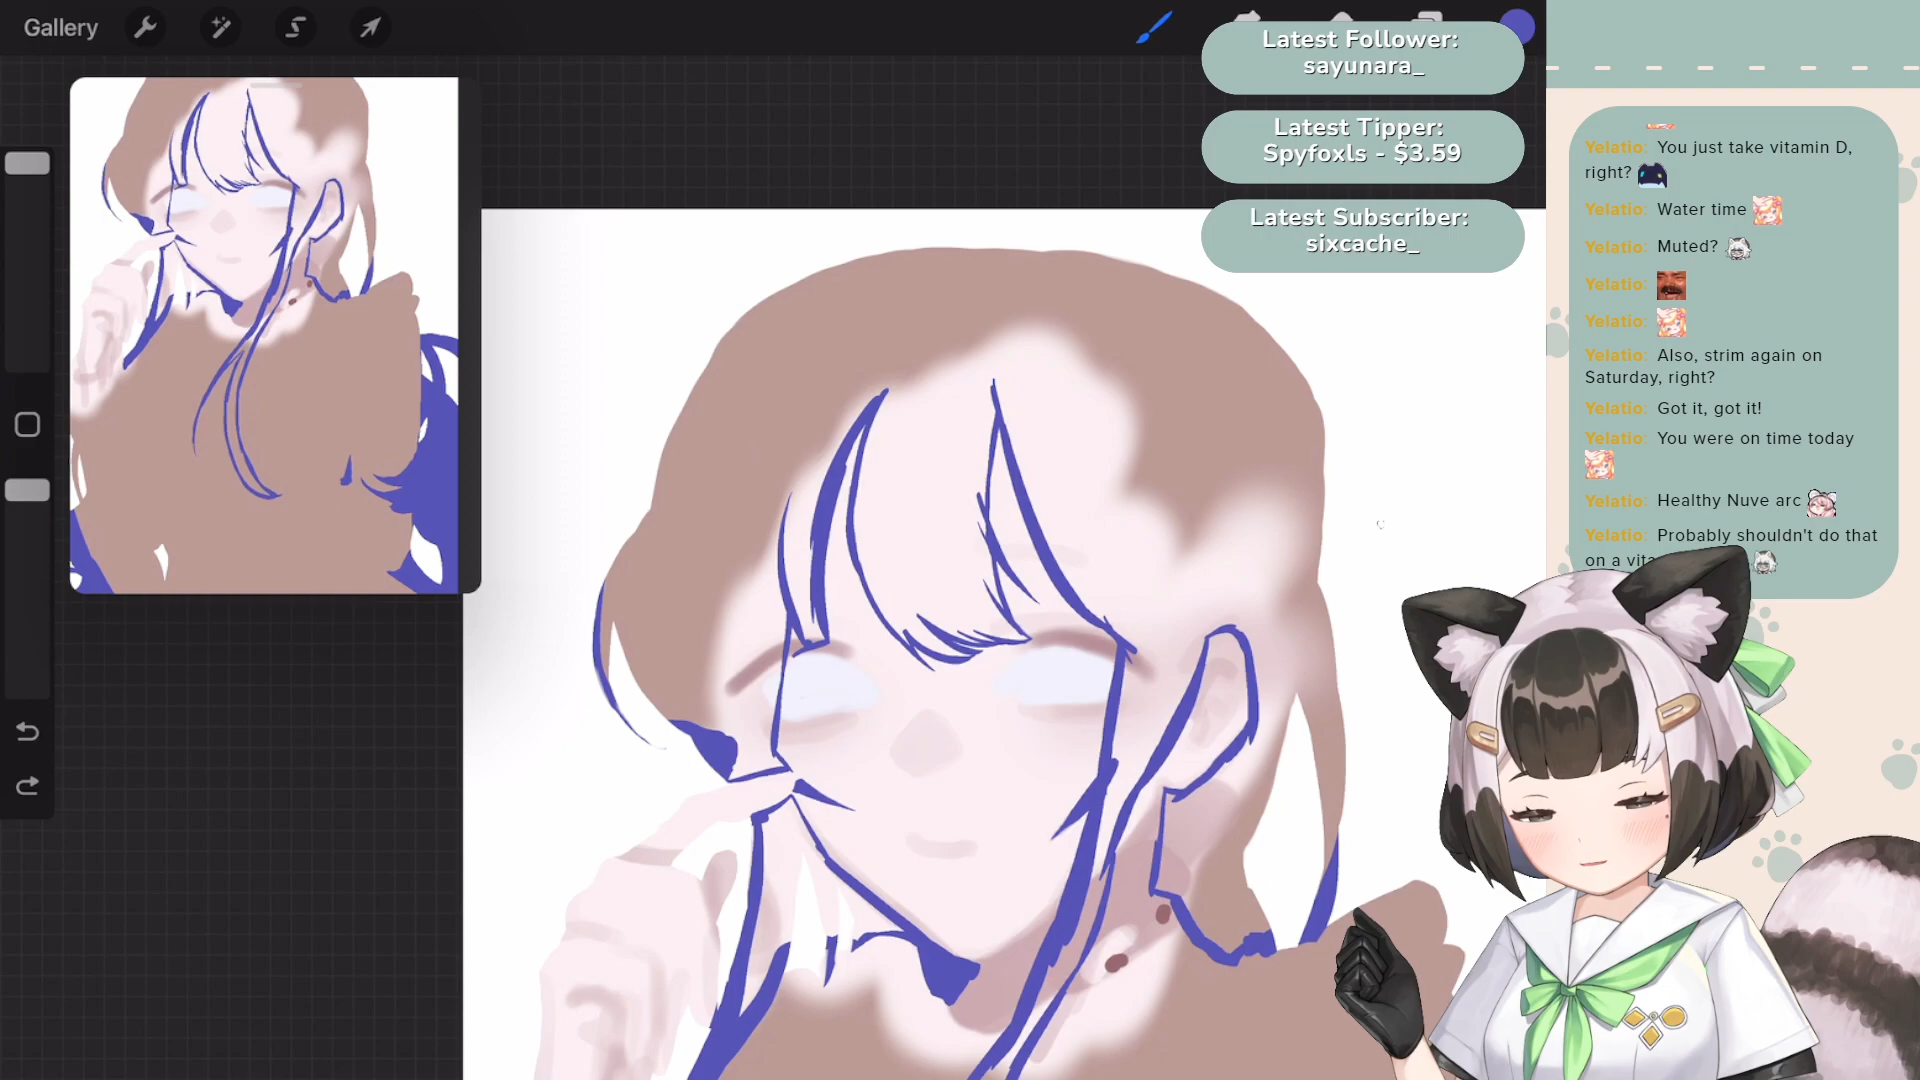 Gallery
Latest Follower:
sayunara_
Latest Tipper:
Spyfoxls - $3.59
Latest Subscriber:
sixcache_
Yelatio: You just take vitamin D,
right?
Yelatio: Water time
Yelatio: Muted?
Yelatio:
Yelatio:
Yelatio: Also, strim again on
Saturday, right?
Yelatio: Got it, got it!
Yelatio: You were on time today
Yelatio: Healthy Nuve arc
Yelatio: Probably shouldn't do that
on a